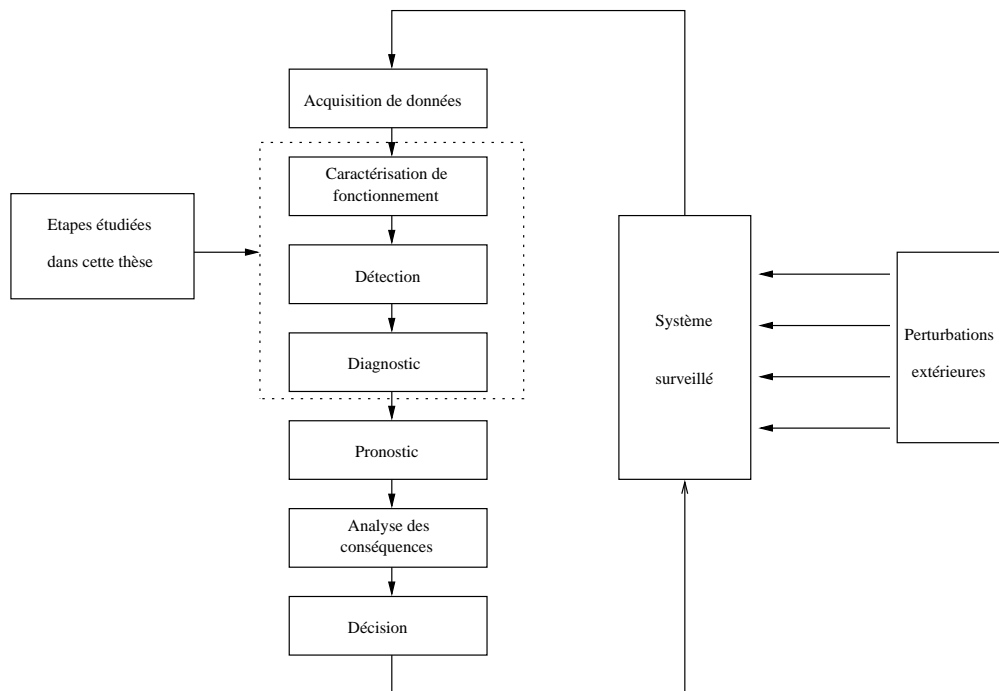 Acquisition de données
Caractérisation de
fonctionnement
Etapes étudiées
dans cette thèse
Détection
Diagnostic
Pronostic
Analyse des
conséquences
Décision
Système
surveillé
Perturbations
extérieures